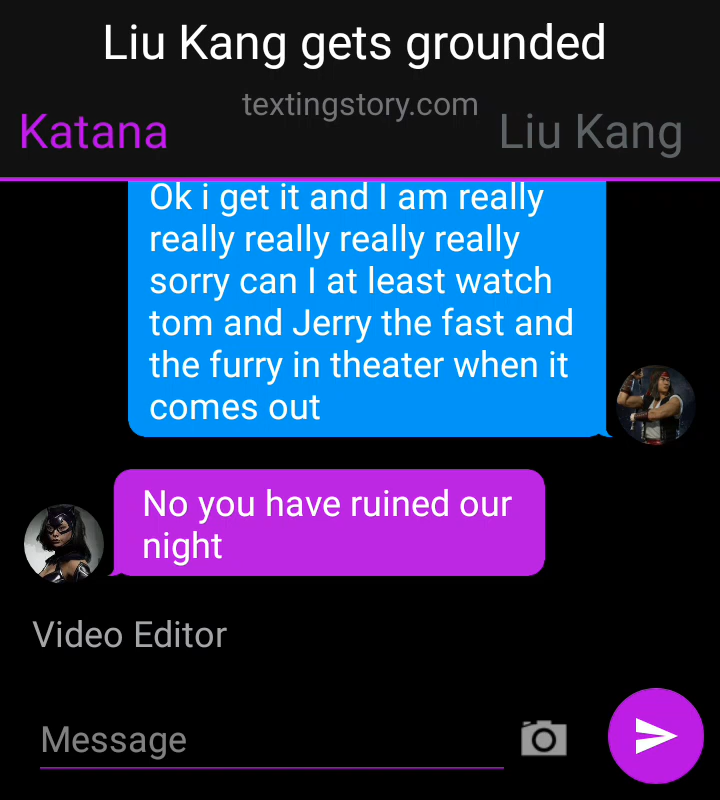 Liu Kang gets grounded
textingstory.com
Katana
Liu Kang
Ok i get it and I am really
really really really really
sorry can I at least watch
tom and Jerry the fast and
the furry in theater when it
comes out
No you have ruined our
night
Video Editor
Message